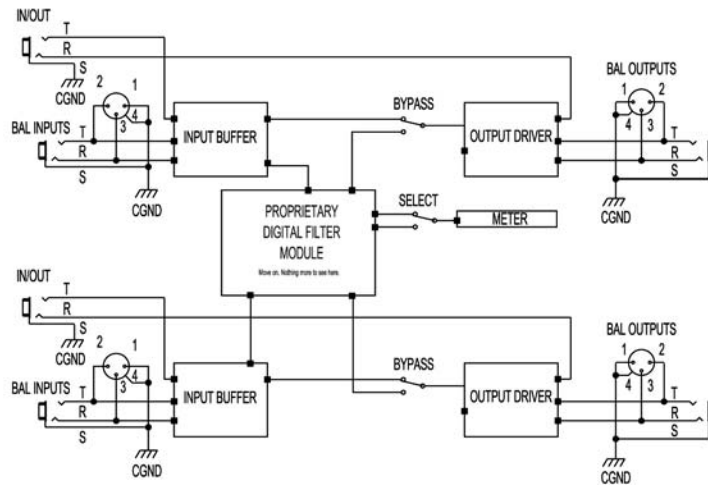 IN/OUT
T
R
S
CGND
2
1
3
4
BAL INPUTS
T
R
S
CGND
INPUT BUFFER
BYPASS
OUTPUT DRIVER
BAL OUTPUTS
1
2
4
3
T
R
S
CGND
PROPRIETARY
DIGITAL FILTER
MODULE
Move on. Nothing more to see here.
SELECT
METER
IN/OUT
T
R
S
CGND
2
1
3
4
BAL INPUTS
T
R
S
CGND
INPUT BUFFER
BYPASS
OUTPUT DRIVER
BAL OUTPUTS
1
2
4
3
T
R
S
CGND